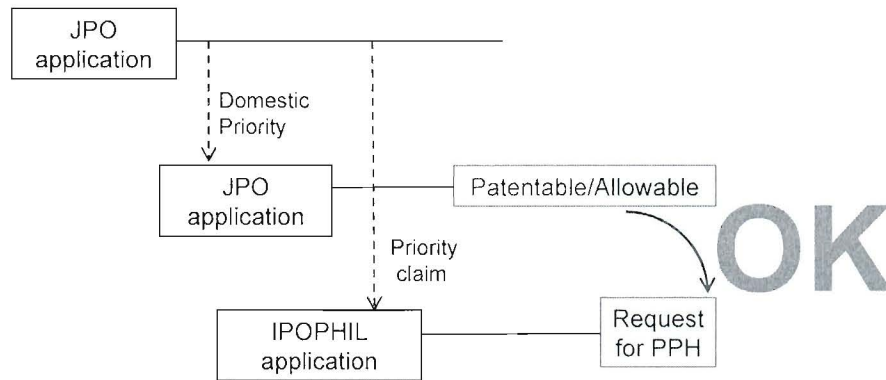 JPO
application
Domestic
Priority
JPO
application
Patentable/Allowable
OK
Priority
claim
IPOPHIL
application
Request
for PPH